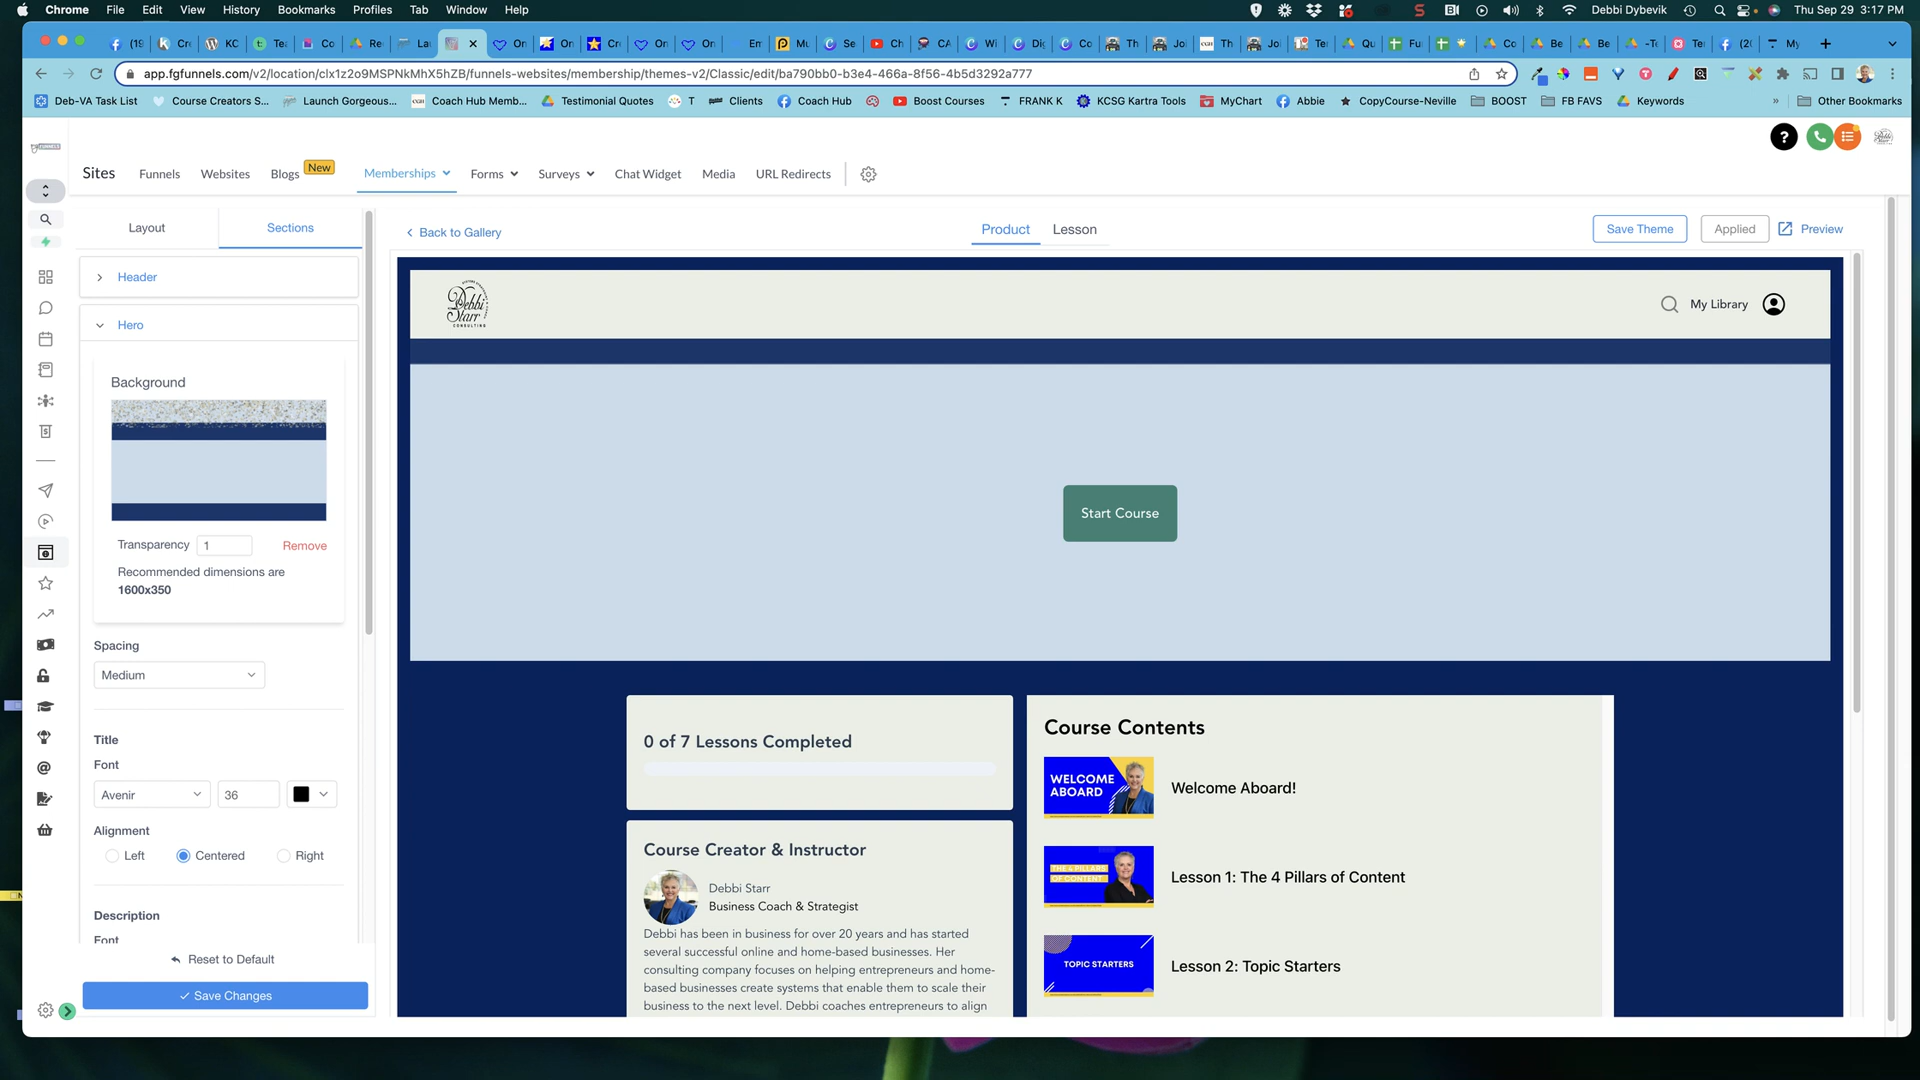 Chrome File Edit View History Bookmarks Profiles Tab Window Help
Debbi Dybevik Thu Sep 29 3:17 PM
app.fgfunnels.com/v2/location/clx1z2o9MSPNkMhX5hZB/funnels-websites/membership/themes-v2/Classic/edit/ba790bb0-b3e4-466a-8f56-4b5d3292a777
Deb-VA Task List Course Creators S... Launch Gorgeous... Coach Hub Memb... Testimonial Quotes T Clients Coach Hub Boost Courses FRANK K KCSG Kartra Tools MyChart Abbie CopyCourse-Neville BOOST FB FAVS Keywords » Other Bookmarks
Sites Funnels Websites Blogs New Memberships Forms Surveys Chat Widget Media URL Redirects
Layout Sections
Back to Gallery
Product Lesson
Save Theme Applied Preview
Header
Hero
Background
Transparency 1 Remove
Recommended dimensions are
1600x350
Spacing
Medium
Title
Font
Avenir 36
Alignment
Left Centered Right
Description
Font
Reset to Default
Save Changes
Debbi
Starr
CONSULTING
My Library
Start Course
0 of 7 Lessons Completed
Course Creator & Instructor
Debbi Starr
Business Coach & Strategist
Debbi has been in business for over 20 years and has started
several successful online and home-based businesses. Her
consulting company focuses on helping entrepreneurs and home-
based businesses create systems that enable them to scale their
business to the next level. Debbi coaches entrepreneurs to align
Course Contents
WELCOME
ABOARD
Welcome Aboard!
THE 4 PILLARS
OF CONTENT
Lesson 1: The 4 Pillars of Content
TOPIC STARTERS
Lesson 2: Topic Starters